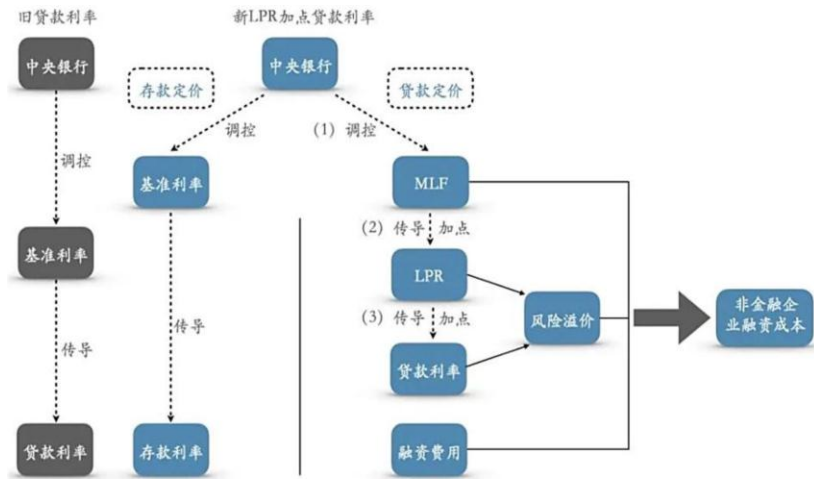 旧贷款利率
新LPR加点贷款利率
中央银行
存款定价
中央银行
贷款定价
调控
(1) 调控
调控
基准利率
MLF
(2) 传导 加点
基准利率
LPR
非金融企
业融资成本
风险溢价
(3) 传导 加点
传导
传导
贷款利率
贷款利率
存款利率
融资费用